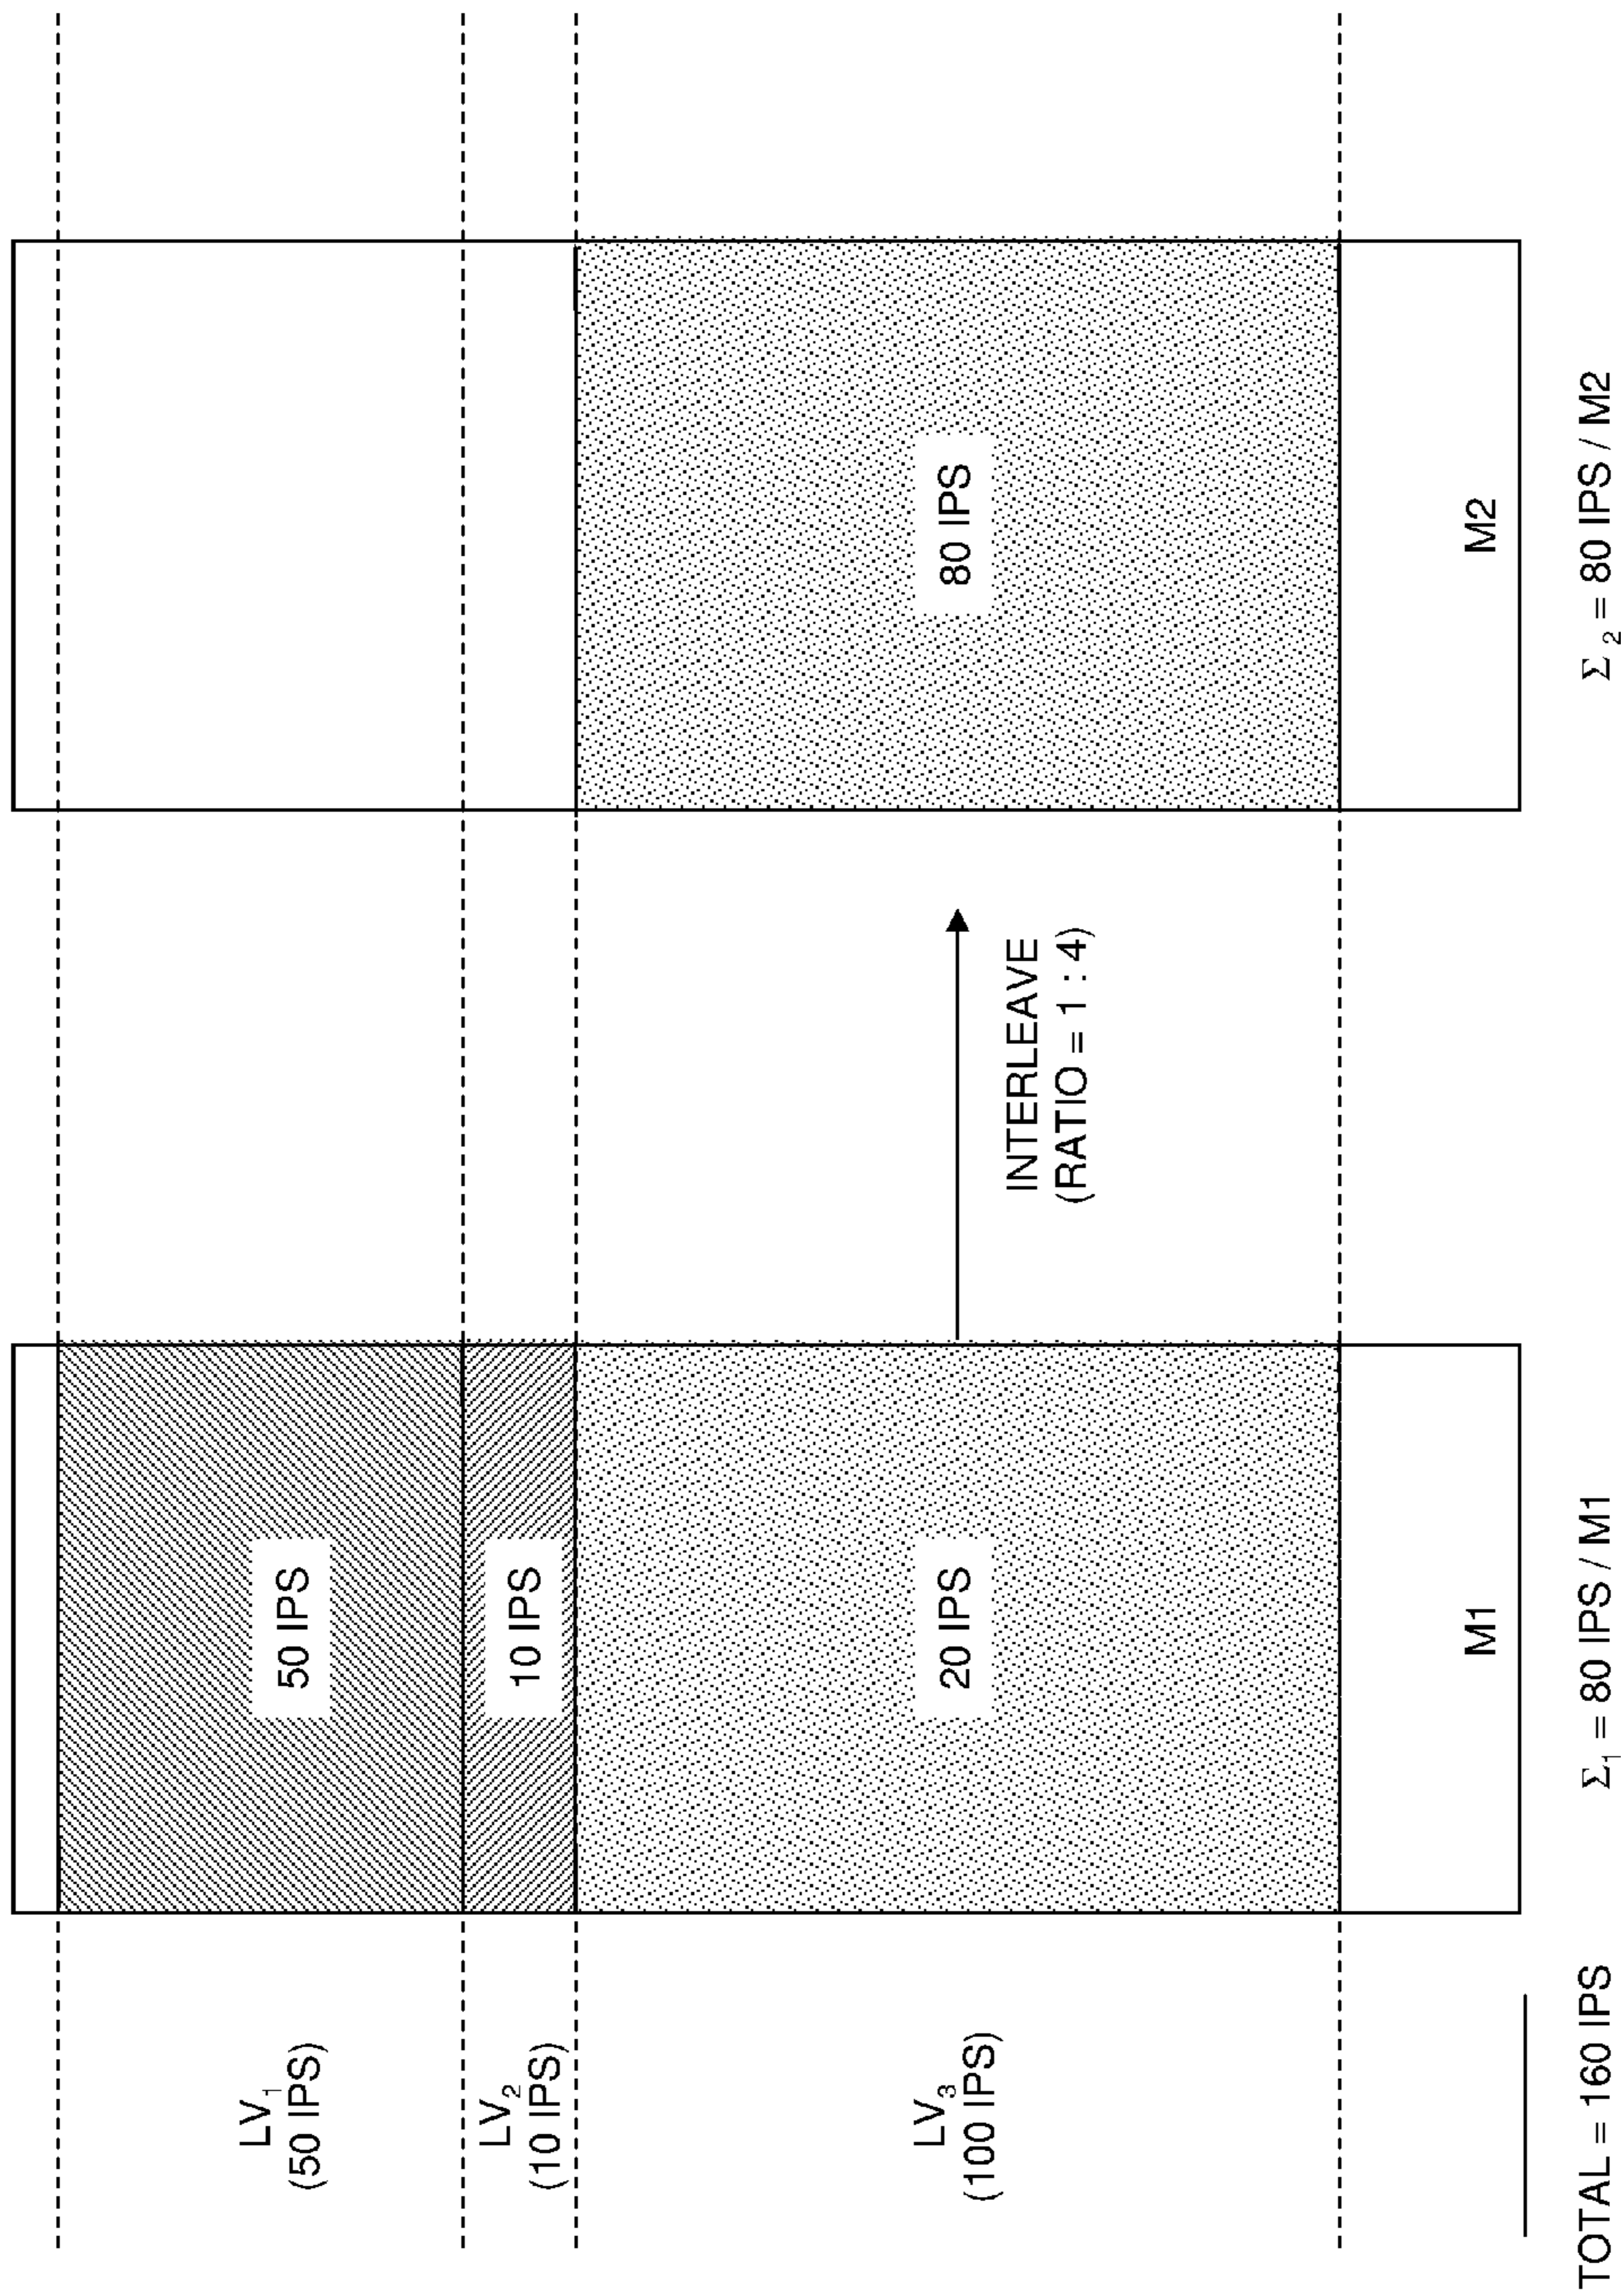 LV1
(50 IPS)
50 IPS
LV2
(10 IPS)
10 IPS
LV3
(100 IPS)
20 IPS
INTERLEAVE
(RATIO = 1 : 4)
80 IPS
M1
M2
TOTAL = 160 IPS
Σ1 = 80 IPS / M1
Σ2 = 80 IPS / M2